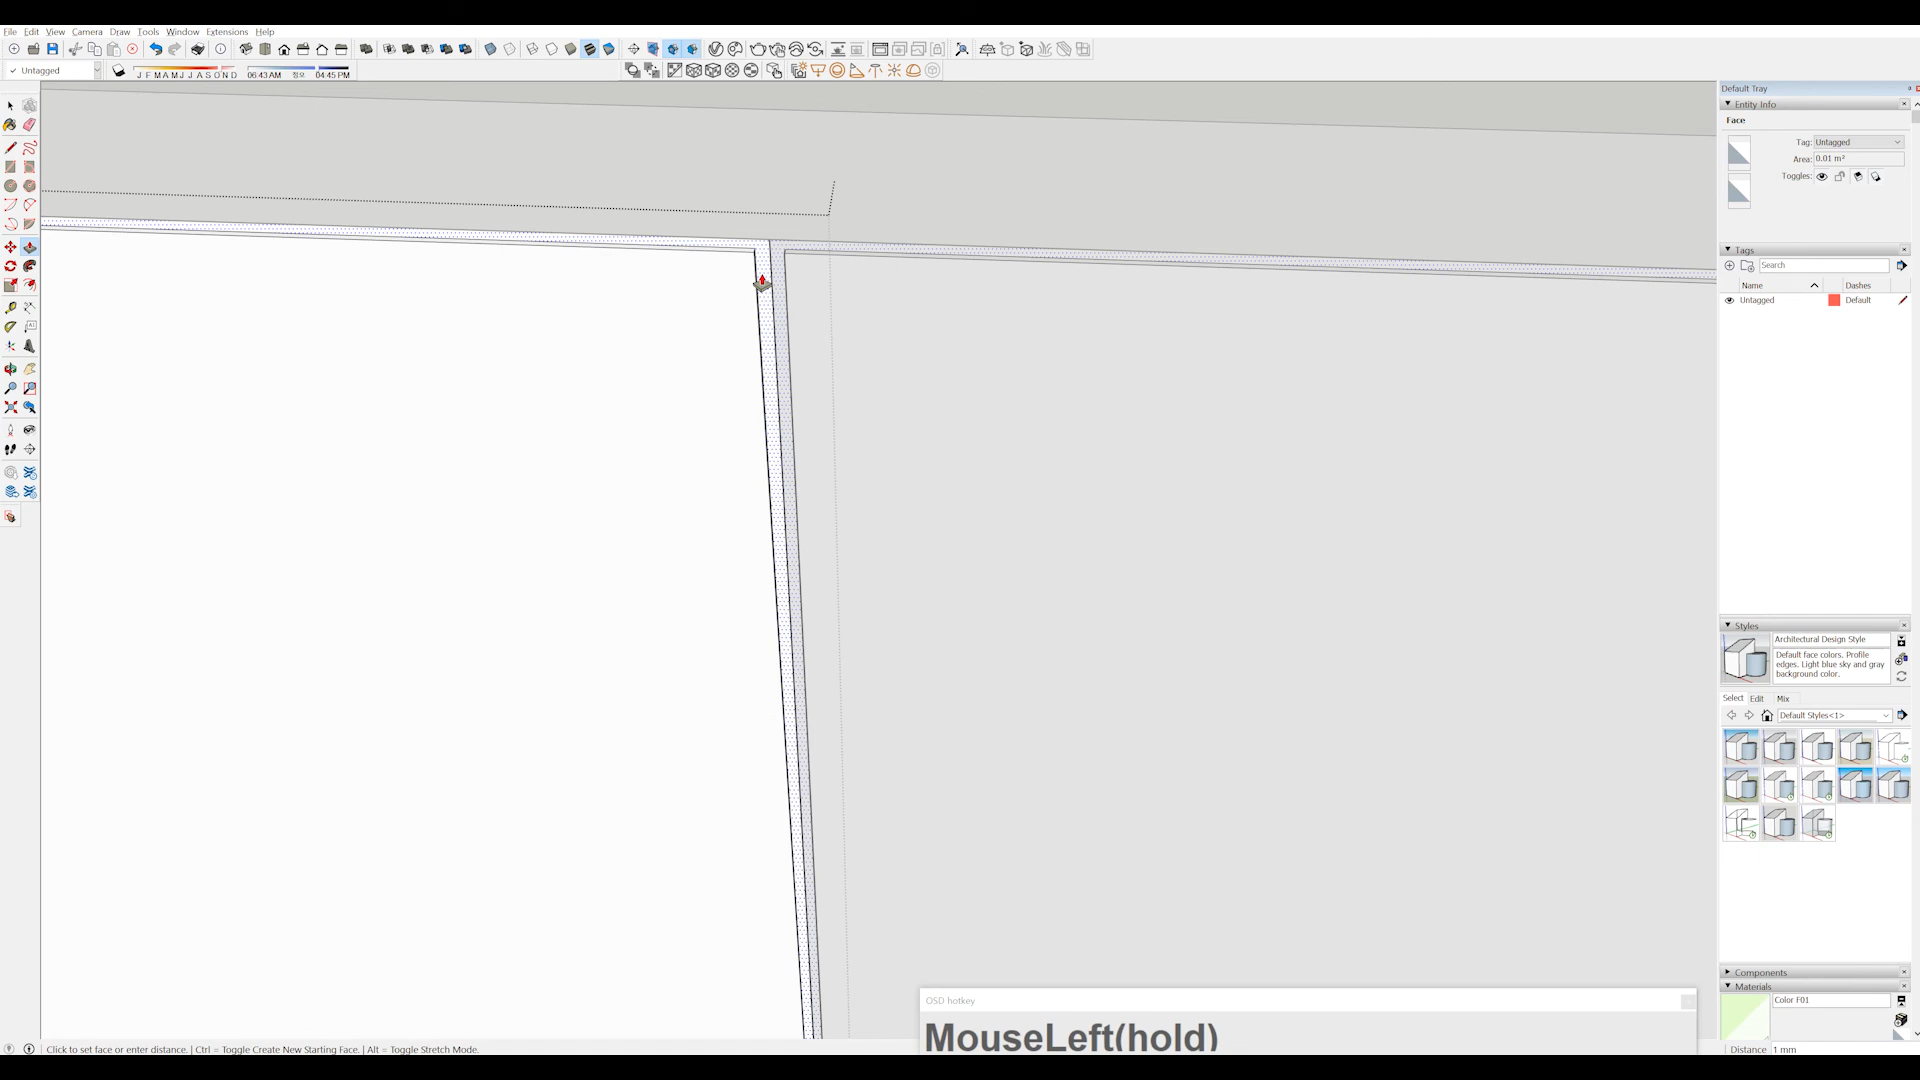 File Edit View Camera Draw Tools Window Extensions Help
✓ Untagged
J F M A M J J A S O N D 06:43 AM 정오 04:45 PM
Default Tray
Entity Info
Face
Tag: Untagged
Area: 0.01 m²
Toggles:
Tags
Search
Name Dashes
Untagged Default
Styles
Architectural Design Style
Default face colors. Profile
edges. Light blue sky and gray
background color.
Select Edit Mix
Default Styles<1>
Components
Materials
Color F01
OSD hotkey
MouseLeft(hold)
Click to set face or enter distance. | Ctrl = Toggle Create New Starting Face. | Alt = Toggle Stretch Mode.
Distance 1 mm